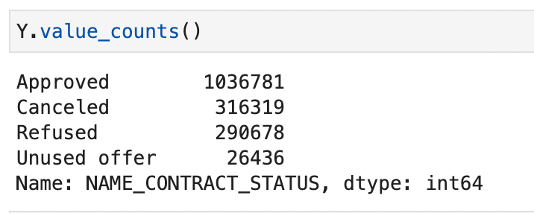 Y.value_counts()
Approved 1036781
Canceled 316319
Refused 290678
Unused offer 26436
Name: NAME_CONTRACT_STATUS, dtype: int64